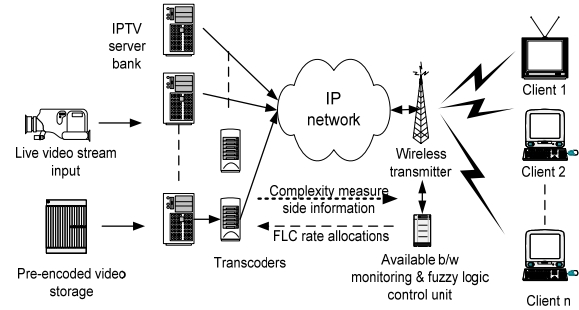 IPTV
server
bank
Live video stream
input
Pre-encoded video
storage
Transcoders
IP
network
Complexity measure
side information
FLC rate allocations
Wireless
transmitter
Available b/w
monitoring & fuzzy logic
control unit
Client 1
Client 2
Client n